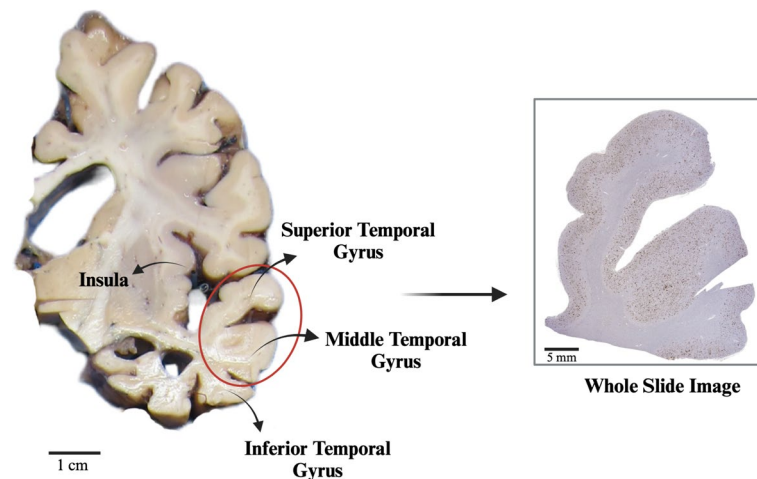 Superior Temporal
Gyrus
Insula
Middle Temporal
Gyrus
Inferior Temporal
Gyrus
1 cm
5 mm
Whole Slide Image